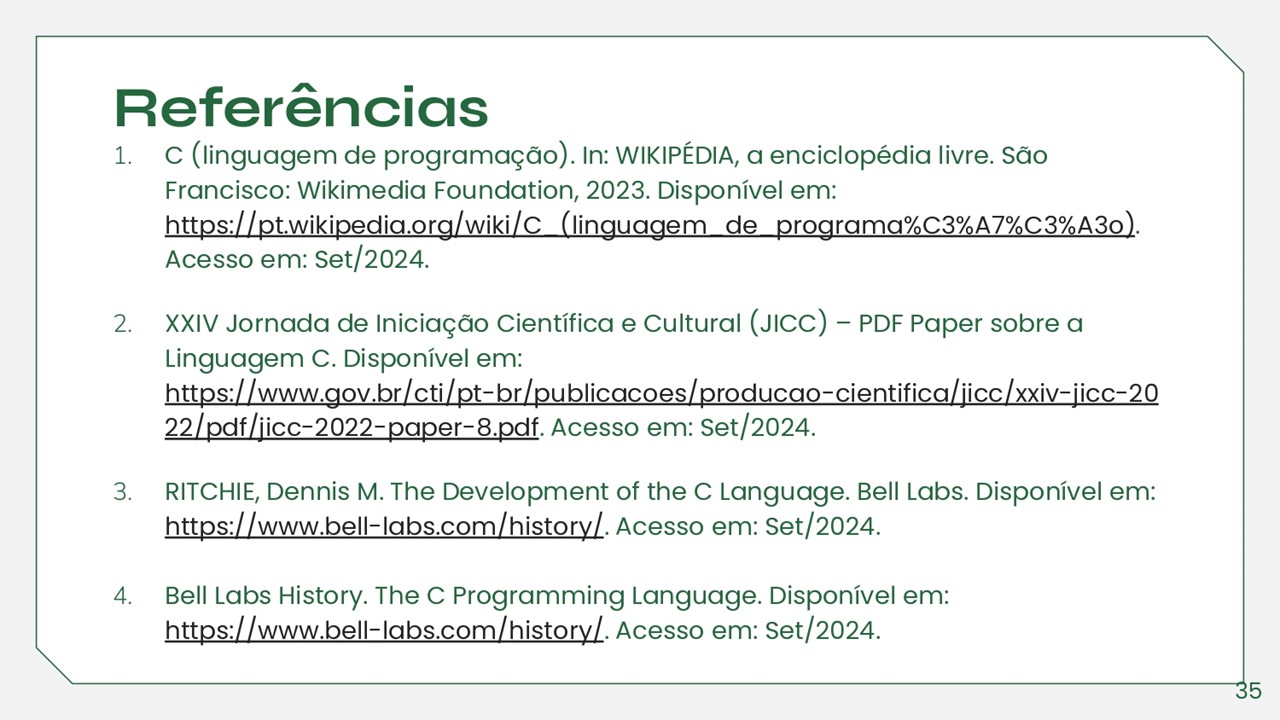 Referências
1. C (linguagem de programação). In: WIKIPÉDIA, a enciclopédia livre. São
Francisco: Wikimedia Foundation, 2023. Disponível em:
https://pt.wikipedia.org/wiki/C_(linguagem_de_programa%C3%A7%C3%A3o).
Acesso em: Set/2024.
2. XXIV Jornada de Iniciação Científica e Cultural (JICC) – PDF Paper sobre a
Linguagem C. Disponível em:
https://www.gov.br/cti/pt-br/publicacoes/producao-cientifica/jicc/xxiv-jicc-20
22/pdf/jicc-2022-paper-8.pdf. Acesso em: Set/2024.
3. RITCHIE, Dennis M. The Development of the C Language. Bell Labs. Disponível em:
https://www.bell-labs.com/history/. Acesso em: Set/2024.
4. Bell Labs History. The C Programming Language. Disponível em:
https://www.bell-labs.com/history/. Acesso em: Set/2024.
35